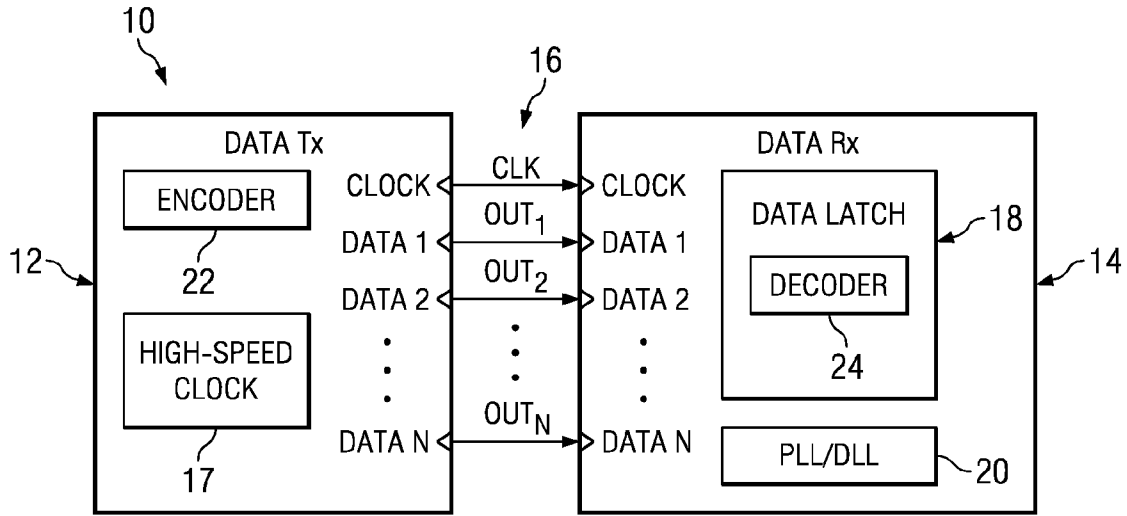 10
16
DATA Tx
DATA Rx
ENCODER
22
HIGH-SPEED
CLOCK
17
12
CLOCK
DATA 1
DATA 2
DATA N
CLK
OUT1
OUT2
OUTN
CLOCK
DATA 1
DATA 2
DATA N
DATA LATCH
DECODER
24
PLL/DLL
18
14
20